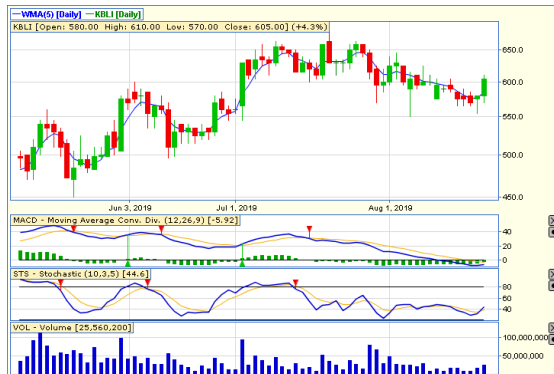 WMA(5) [Daily] KBLI [Daily]
KBLI [Open: 580.00 High: 610.00 Low: 570.00 Close: 605.00] (+4.3%)
650.0
600.0
550.0
500.0
450.0
Jun 3, 2019 Jul 1, 2019 Aug 1, 2019
MACD - Moving Average Conv. Div. (12,26,9) [-5.92]
40
20
0
STS - Stochastic (10,3,5) [44.6]
80
60
40
VOL - Volume [25,560,200]
100,000,000
50,000,000